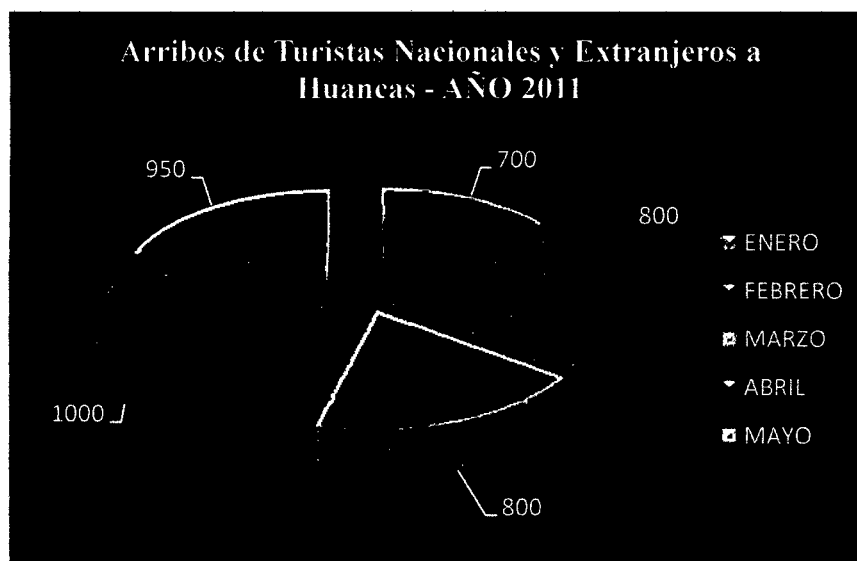 Arribos de Turistas Nacionales y Extranjeros a
Huancas - AÑO 2011
950
700
800
1000
800
ENERO
FEBRERO
MARZO
ABRIL
MAYO